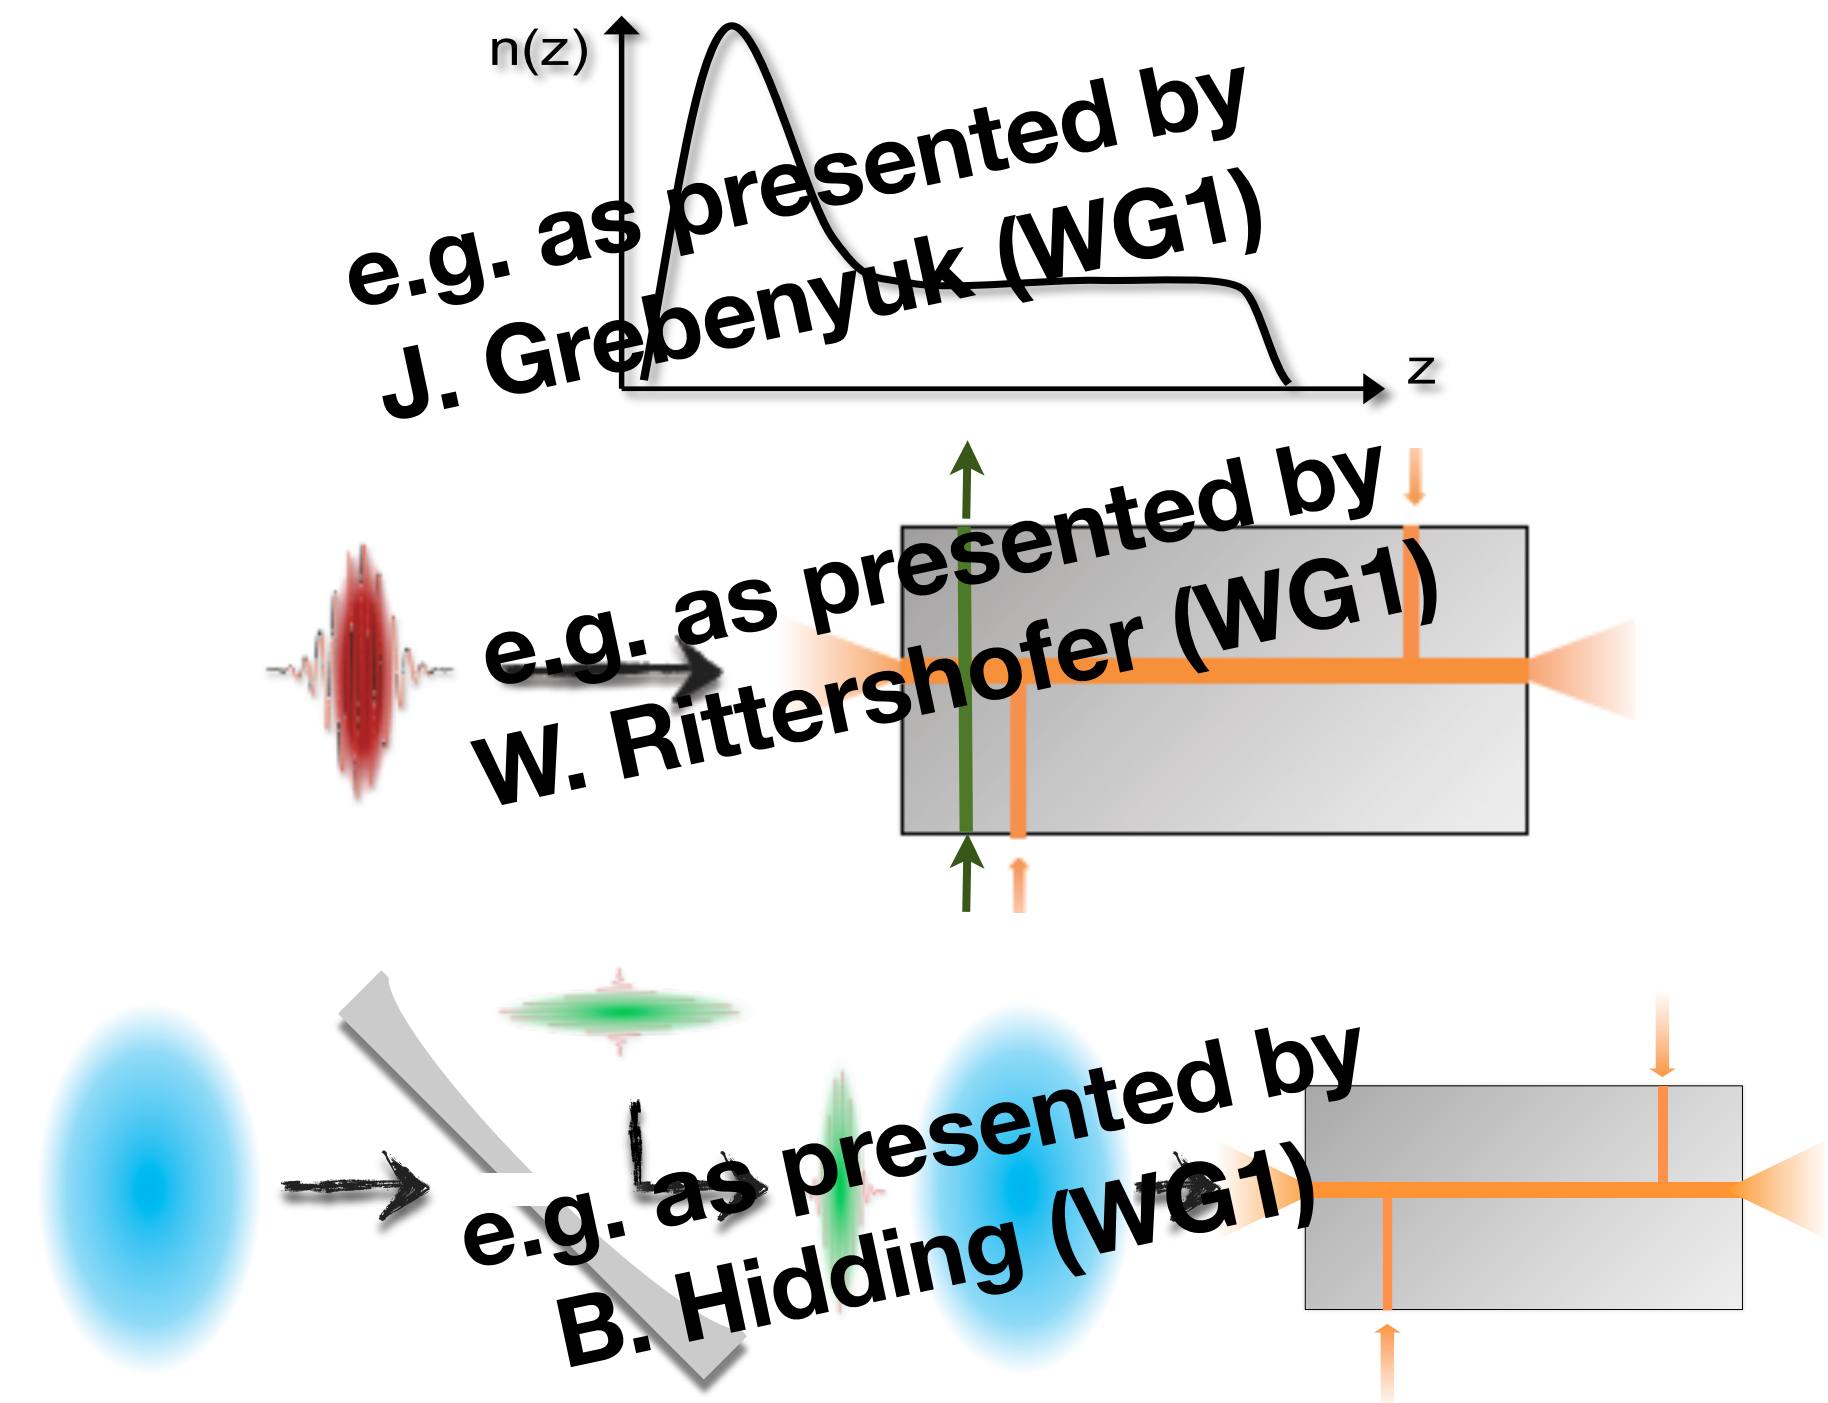 n(z)
e.g. as presented by
J. Grebenyuk (WG1)
z
e.g. as presented by
W. Rittershofer (WG1)
e.g. as presented by
B. Hidding (WG1)